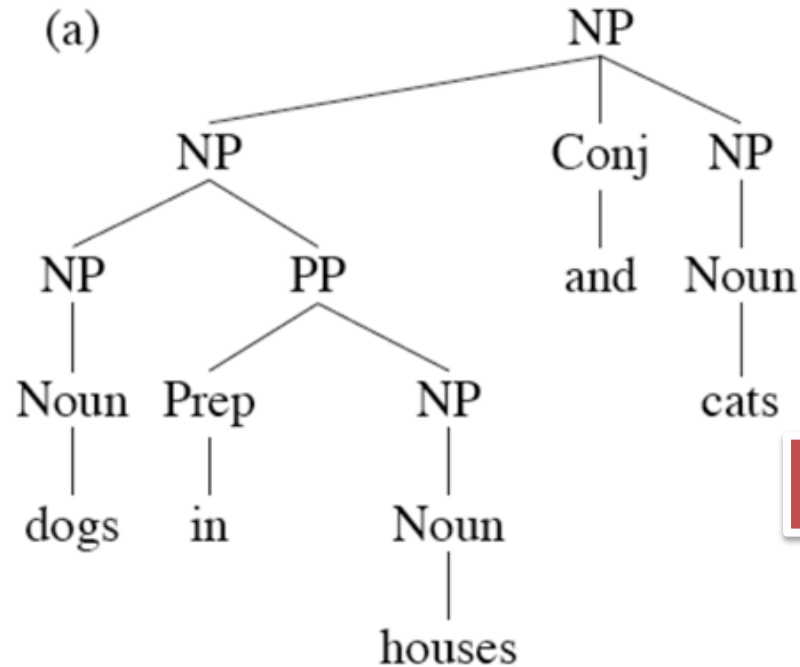 (a)
NP
NP Conj NP
NP PP and Noun
Noun Prep NP cats
dogs in Noun
houses